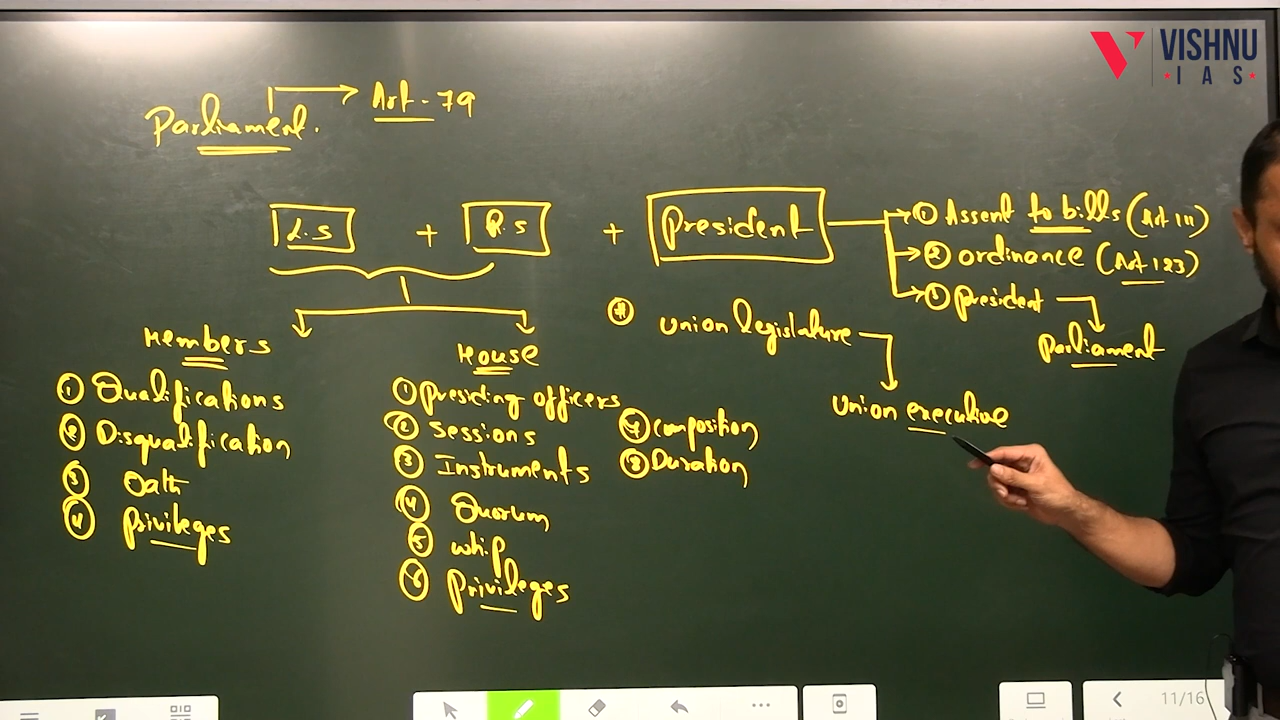 VISHNU
IAS
Parliament. → Art-79
L.S + R.S + President
① Assent to bills (Art 111)
② ordinance (Art 123)
③ president
Parliament
# union legislature
union executive
Members
① Qualifications
② Disqualification
③ Oath
④ Privileges
House
① Presiding officers
② Sessions
③ Instruments
④ Quorum
⑤ whip
⑥ Privileges
composition
⑧ Duration
11/16